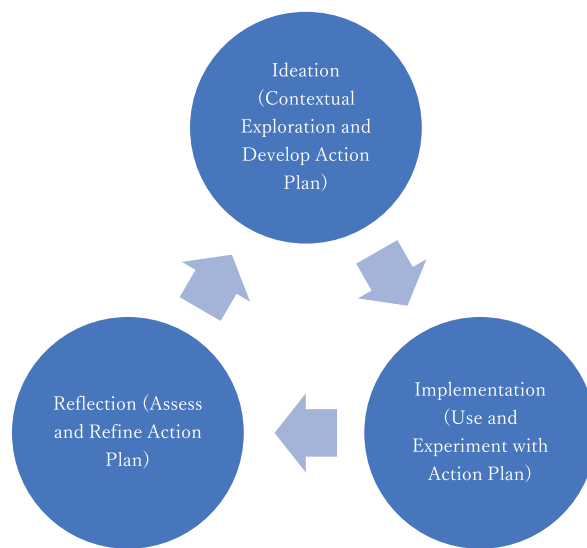 Ideation
(Contextual
Exploration and
Develop Action
Plan)
Implementation
(Use and
Experiment with
Action Plan)
Reflection (Assess
and Refine Action
Plan)